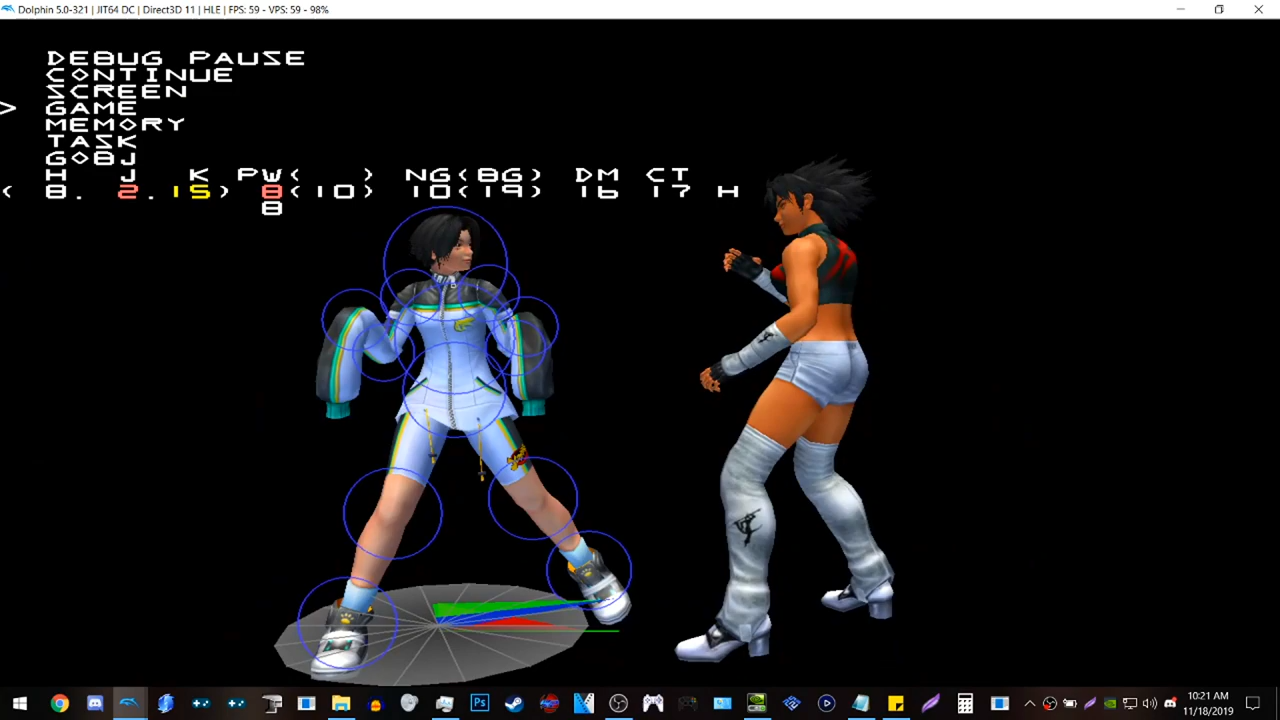 Dolphin 5.0-321 | JIT64 DC | Direct3D 11 | HLE | FPS: 59 - VPS: 59 - 98%
DEBUG PAUSE
CONTINUE
SCREEN
> GAME
MEMORY
TASK
GOBJ
H J K PW( ) NG(BG) DM CT
( 8. 2.15) 8(10) 10(19) 16 17 H
8
Ps
10:21 AM
11/18/2019